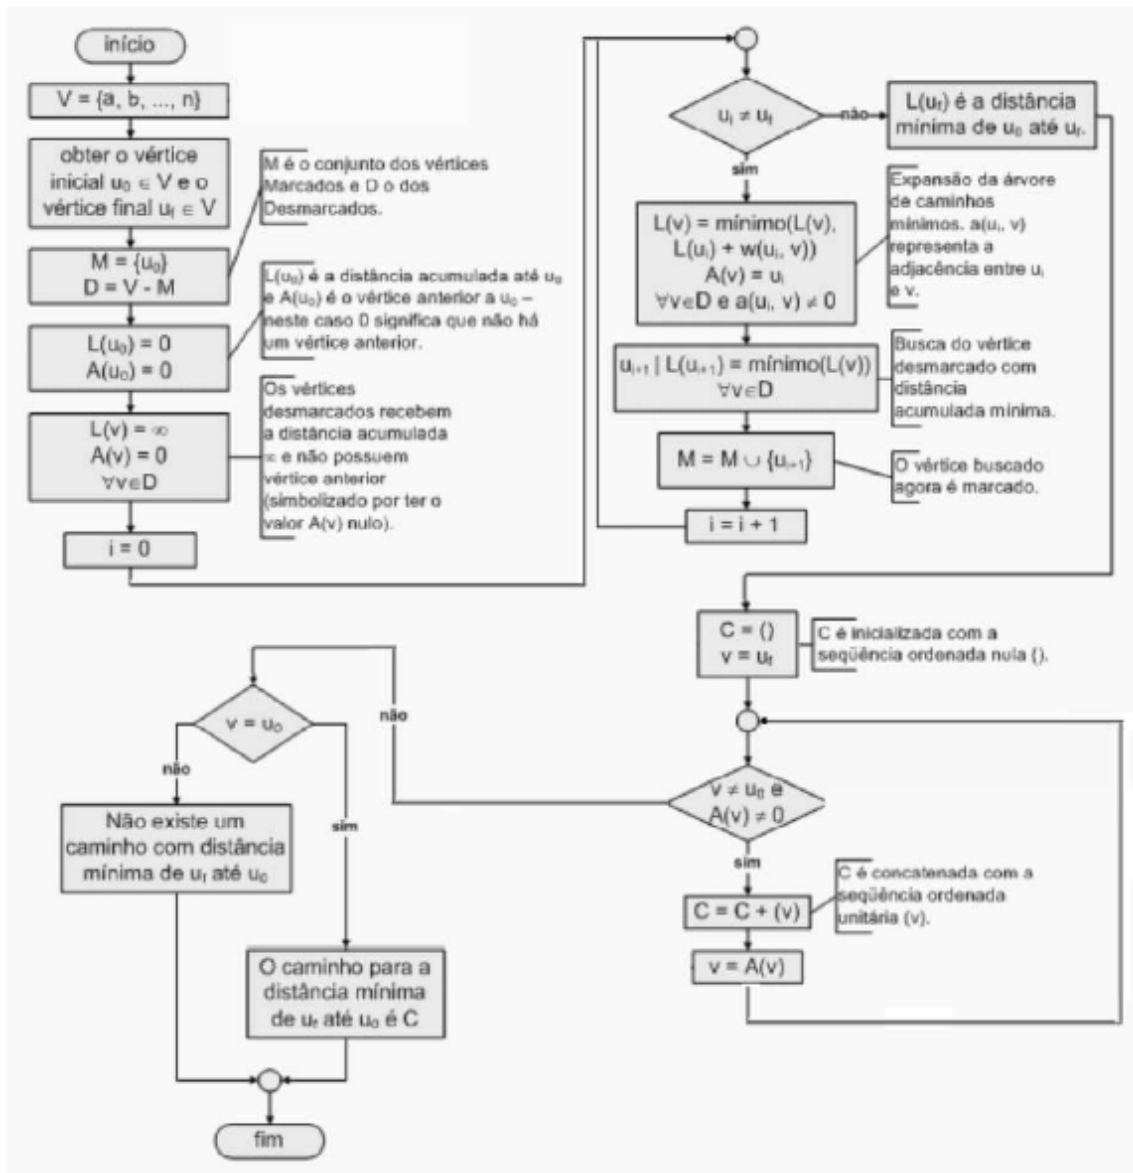 início
V = {a, b, ..., n}
obter o vértice
inicial u₀ ∈ V e o
vértice final uf ∈ V
M é o conjunto dos vértices
Marcados e D o dos
Desmarcados.
M = {u₀}
D = V - M
L(u₀) é a distância acumulada até u₀
e A(u₀) é o vértice anterior a u₀ –
neste caso 0 significa que não há
um vértice anterior.
L(u₀) = 0
A(u₀) = 0
Os vértices
desmarcados recebem
a distância acumulada
∞ e não possuem
vértice anterior
(simbolizado por ter o
valor A(v) nulo).
L(v) = ∞
A(v) = 0
∀v∈D
i = 0
uᵢ ≠ uf
não
L(uf) é a distância
mínima de u₀ até uf.
sim
Expansão da árvore
de caminhos
mínimos. a(uᵢ, v)
representa a
adjacência entre uᵢ
e v.
L(v) = mínimo(L(v),
L(uᵢ) + w(uᵢ, v))
A(v) = uᵢ
∀v∈D e a(uᵢ, v) ≠ 0
Busca do vértice
desmarcado com
distância
acumulada mínima.
uᵢ₊₁ | L(uᵢ₊₁) = mínimo(L(v))
∀v∈D
M = M ∪ {uᵢ₊₁}
O vértice buscado
agora é marcado.
i = i + 1
C = ()
v = uf
C é inicializada com a
seqüência ordenada nula ().
v ≠ u₀ e
A(v) ≠ 0
não
sim
C é concatenada com a
seqüência ordenada
unitária (v).
C = C + (v)
v = A(v)
v = u₀
não
sim
Não existe um
caminho com distância
mínima de uf até u₀
O caminho para a
distância mínima
de uf até u₀ é C
fim